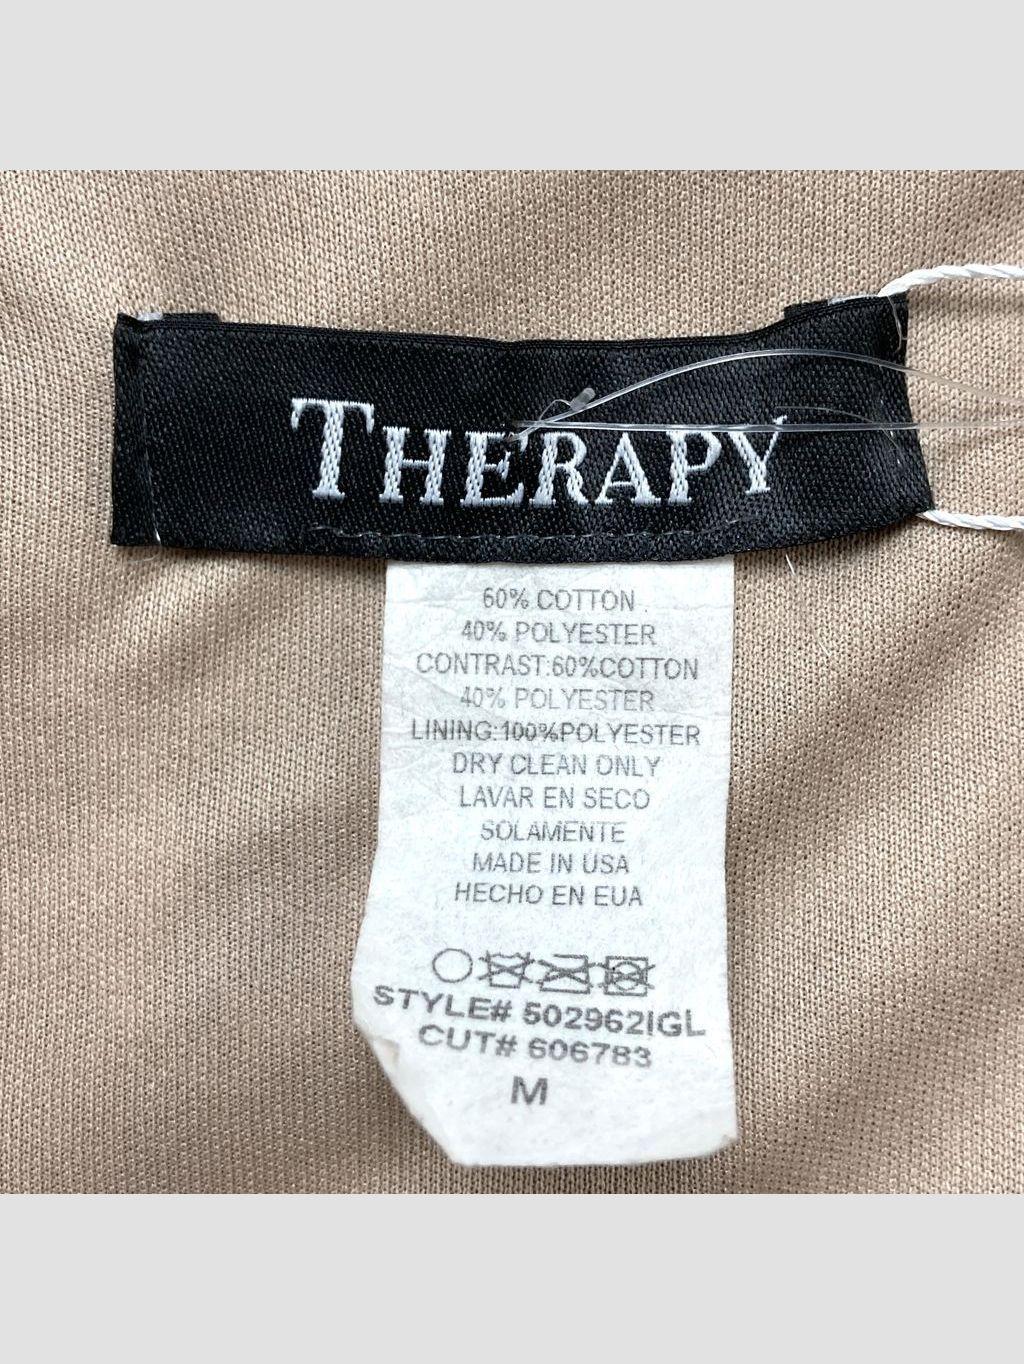 THERAPY
60% COTTON
40% POLYESTER
CONTRAST:60%COTTON
40% POLYESTER
LINING:100%POLYESTER
DRY CLEAN ONLY
LAVAR EN SECO
SOLAMENTE
MADE IN USA
HECHO EN EUA
STYLE# 502962IGL
CUT# 606783
M